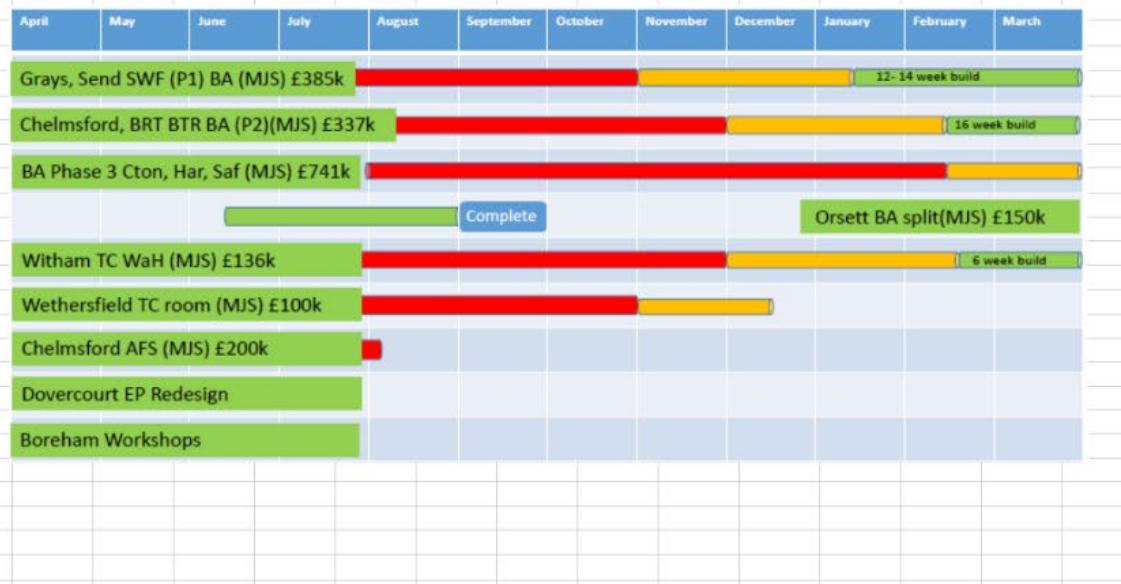 April May June July August September October November December January February March
Grays, Send SWF (P1) BA (MJS) £385k 12- 14 week build
Chelmsford, BRT BTR BA (P2)(MJS) £337k 16 week build
BA Phase 3 Cton, Har, Saf (MJS) £741k
Complete Orsett BA split(MJS) £150k
Witham TC WaH (MJS) £136k 6 week build
Wethersfield TC room (MJS) £100k
Chelmsford AFS (MJS) £200k
Dovercourt EP Redesign
Boreham Workshops